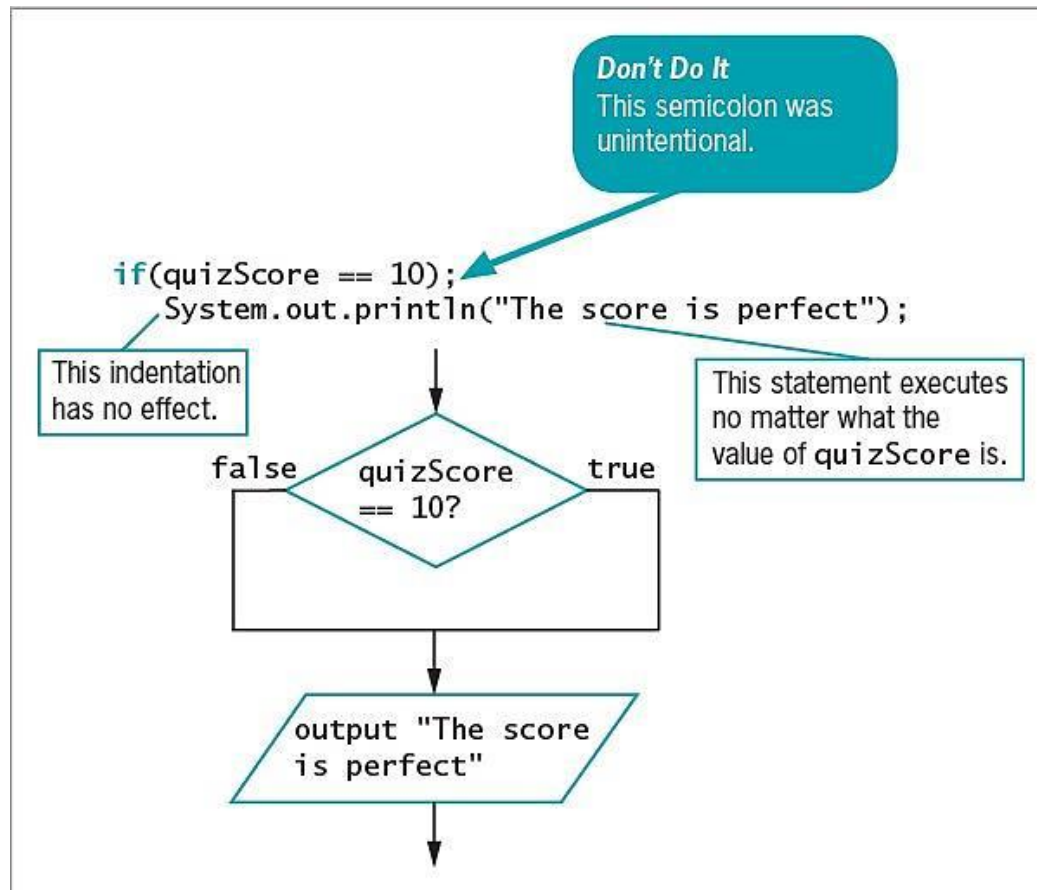 Don't Do It
This semicolon was
unintentional.
if(quizScore == 10);
System.out.println("The score is perfect");
This indentation
has no effect.
This statement executes
no matter what the
value of quizScore is.
false
quizScore
== 10?
true
output "The score
is perfect"